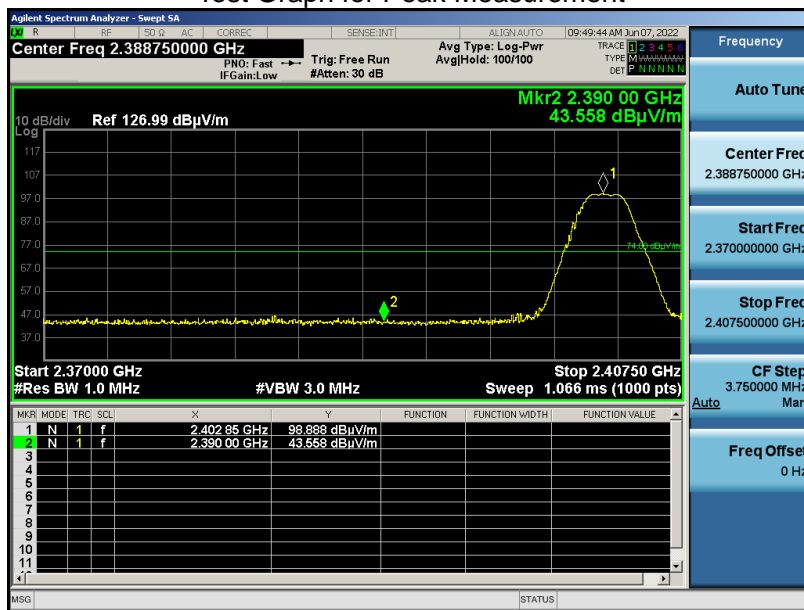 Test Graph for Peak Measurement
Agilent Spectrum Analyzer - Swept SA
LXI R RF 50 Ω AC CORREC SENSE:INT ALIGN AUTO 09:49:44 AM Jun 07, 2022
Center Freq 2.388750000 GHz
PNO: Fast
IFGain:Low
Trig: Free Run
#Atten: 30 dB
Avg Type: Log-Pwr
Avg|Hold: 100/100
TRACE 1 2 3 4 5 6
TYPE M
DET P N N N N N
Mkr2 2.390 00 GHz
43.558 dBµV/m
10 dB/div Ref 126.99 dBµV/m
Log
117
107
97.0
87.0
77.0
67.0
57.0
47.0
37.0
1
74.00 dBµV/m
2
Start 2.37000 GHz Stop 2.40750 GHz
#Res BW 1.0 MHz #VBW 3.0 MHz Sweep 1.066 ms (1000 pts)
MKR MODE TRC SCL X Y FUNCTION FUNCTION WIDTH FUNCTION VALUE
1 N 1 f 2.402 85 GHz 98.888 dBµV/m
2 N 1 f 2.390 00 GHz 43.558 dBµV/m
3
4
5
6
7
8
9
10
11
MSG STATUS
Frequency
Auto Tune
Center Freq
2.388750000 GHz
Start Freq
2.370000000 GHz
Stop Freq
2.407500000 GHz
CF Step
3.750000 MHz
Auto Man
Freq Offset
0 Hz